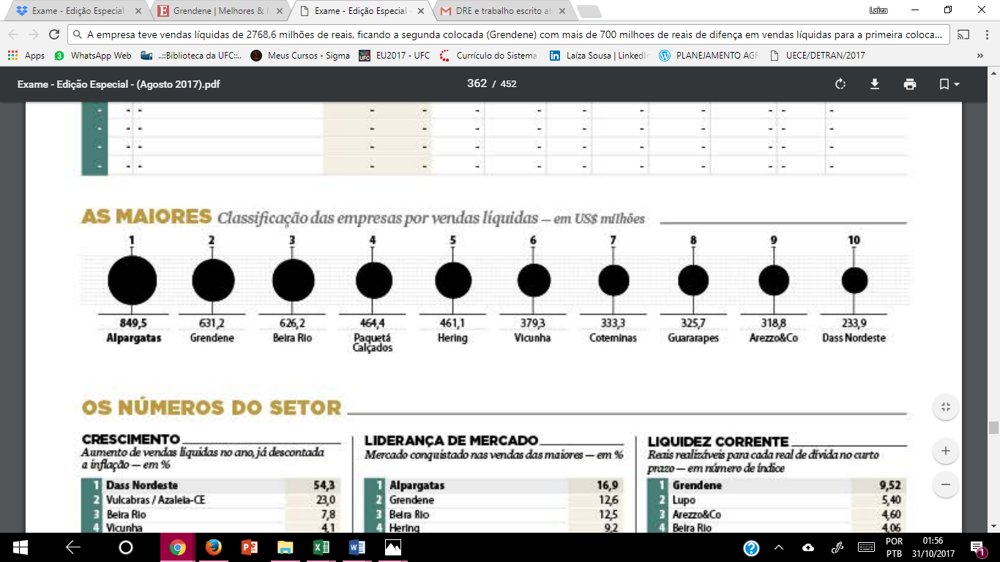 Exame - Edição Especial
Grendene | Melhores & M
Exame - Edição Especial -
DRE e trabalho escrito at
Laíza
A empresa teve vendas líquidas de 2768,6 milhões de reais, ficando a segunda colocada (Grendene) com mais de 700 milhoes de reais de difença em vendas líquidas para a primeira coloca...
Apps WhatsApp Web ..::Biblioteca da UFC::.. Meus Cursos - Sigma EU2017 - UFC Currículo do Sistema Laíza Sousa | LinkedIn PLANEJAMENTO AGR UECE/DETRAN/2017 »
Exame - Edição Especial - (Agosto 2017).pdf 362 / 452
- - - - - - - - - - - - -
- - - - - - - - - - - - -
- - - - - - - - - - - - -
- - - - - - - - - - - - -
AS MAIORES Classificação das empresas por vendas líquidas — em US$ milhões
1 2 3 4 5 6 7 8 9 10
849,5 631,2 626,2 464,4 461,1 379,3 333,3 325,7 318,8 233,9
Alpargatas Grendene Beira Rio Paquetá Hering Vicunha Coteminas Guararapes Arezzo&Co Dass Nordeste
Calçados
OS NÚMEROS DO SETOR
CRESCIMENTO
Aumento de vendas líquidas no ano, já descontada
a inflação — em %
1 Dass Nordeste 54,3
2 Vulcabras / Azaleia-CE 23,0
3 Beira Rio 7,8
4 Vicunha 4,1
LIDERANÇA DE MERCADO
Mercado conquistado nas vendas das maiores — em %
1 Alpargatas 16,9
2 Grendene 12,6
3 Beira Rio 12,5
4 Hering 9,2
LIQUIDEZ CORRENTE
Reais realizáveis para cada real de dívida no curto
prazo — em número de índice
1 Grendene 9,52
2 Lupo 5,40
3 Arezzo&Co 4,60
4 Beira Rio 4,06
POR
PTB
01:56
31/10/2017
1